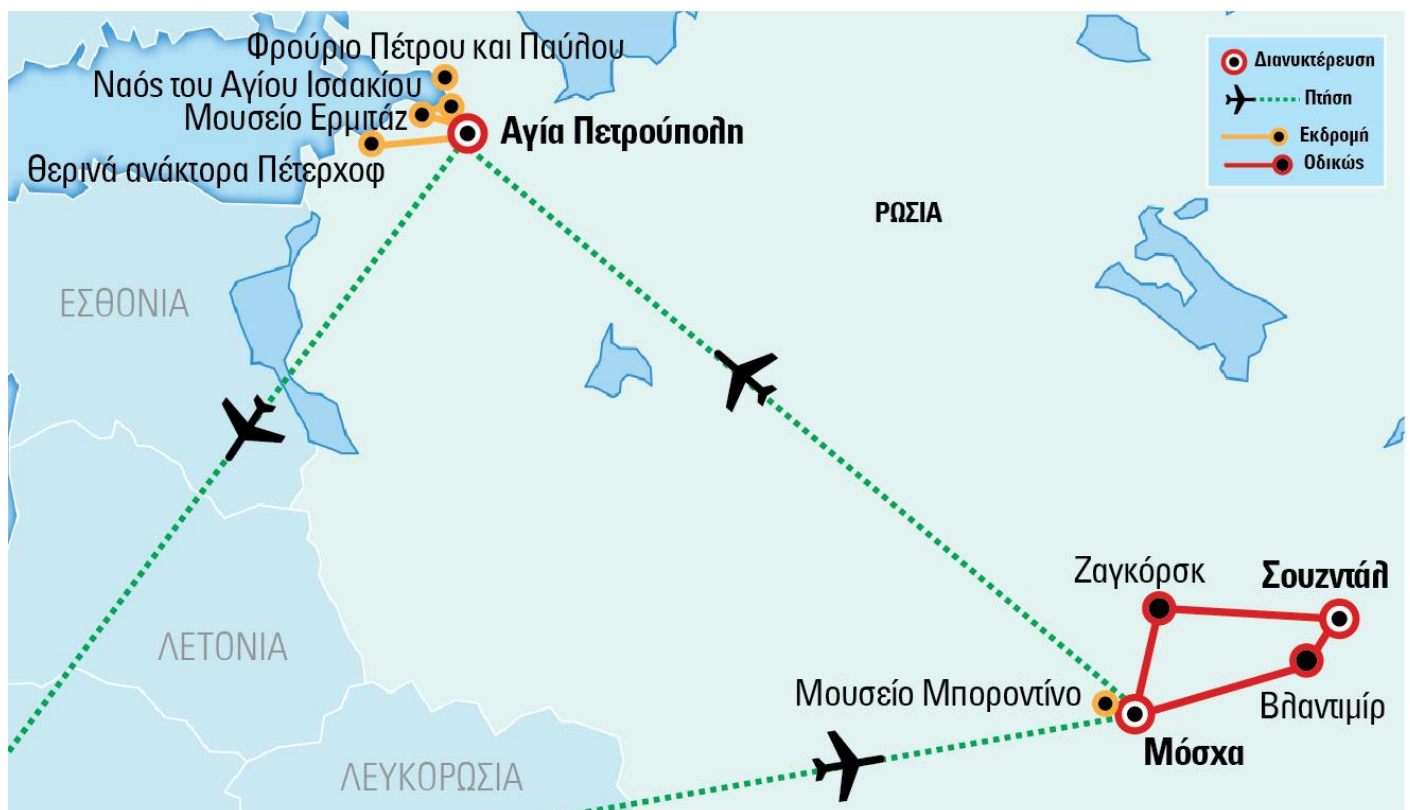 Φρούριο Πέτρου και Παύλου
Ναός του Αγίου Ισαακίου
Μουσείο Ερμιτάζ
Θερινά ανάκτορα Πέτερχοφ
Αγία Πετρούπολη
Διανυκτέρευση
Πτήση
Εκδρομή
Οδικώς
ΡΩΣΙΑ
ΕΣΘΟΝΙΑ
ΛΕΤΟΝΙΑ
ΛΕΥΚΟΡΩΣΙΑ
Ζαγκόρσκ
Σουζντάλ
Μουσείο Μποροντίνο
Βλαντιμίρ
Μόσχα